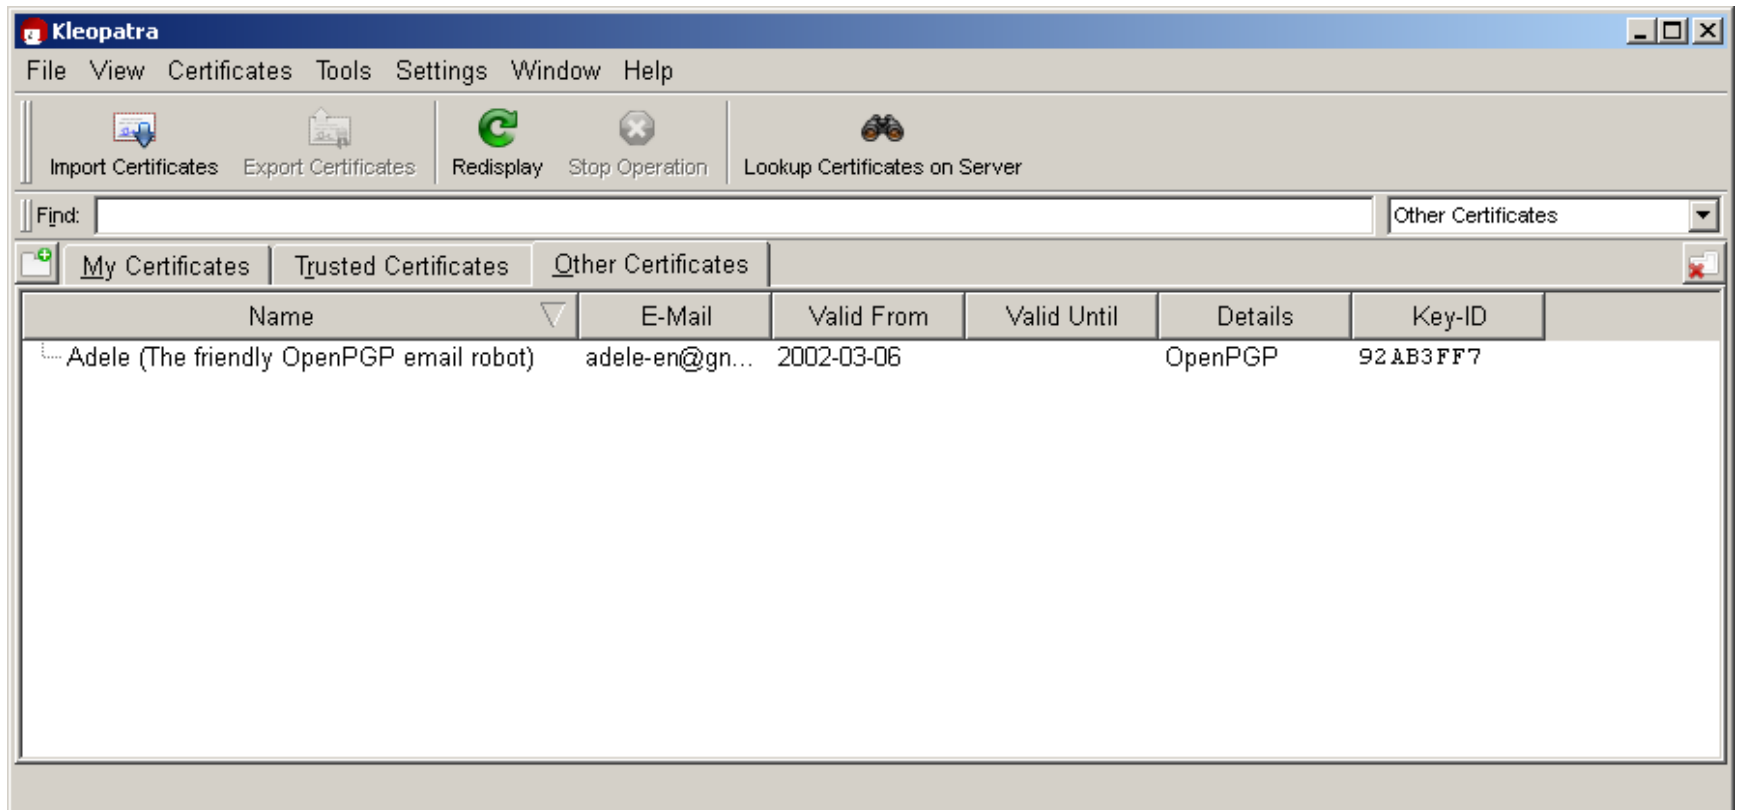 Kleopatra
File View Certificates Tools Settings Window Help
Import Certificates Export Certificates Redisplay Stop Operation Lookup Certificates on Server
Find: Other Certificates
My Certificates Trusted Certificates Other Certificates
Name E-Mail Valid From Valid Until Details Key-ID
Adele (The friendly OpenPGP email robot) adele-en@gn... 2002-03-06 OpenPGP 92AB3FF7